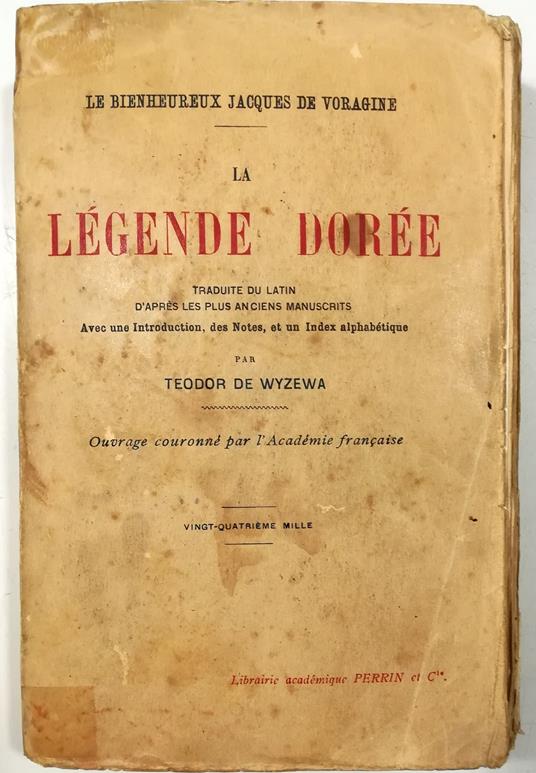 LE BIENHEUREUX JACQUES DE VORAGINE
LA
LÉGENDE DORÉE
TRADUITE DU LATIN
D'APRÈS LES PLUS ANCIENS MANUSCRITS
Avec une Introduction, des Notes, et un Index alphabétique
PAR
TEODOR DE WYZEWA
Ouvrage couronné par l'Académie française
VINGT-QUATRIÈME MILLE
Librairie académique PERRIN et Cie.